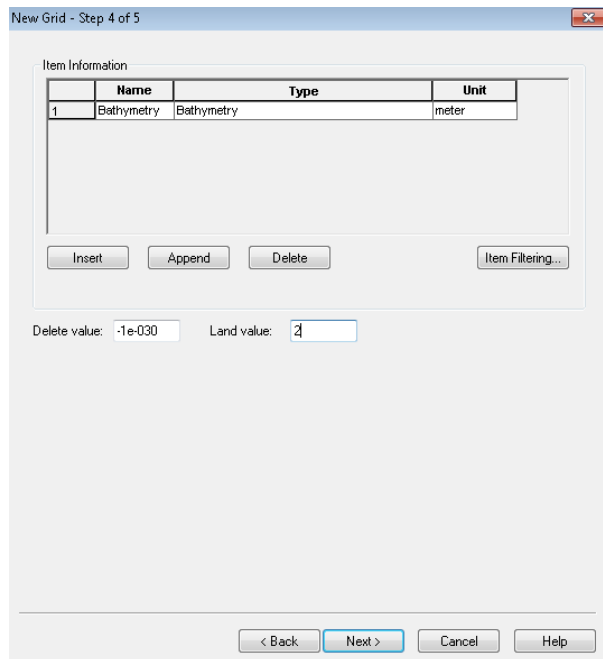 New Grid - Step 4 of 5
Item Information
Name Type Unit
1 Bathymetry Bathymetry meter
Insert Append Delete Item Filtering...
Delete value: -1e-030 Land value: 2
< Back Next > Cancel Help